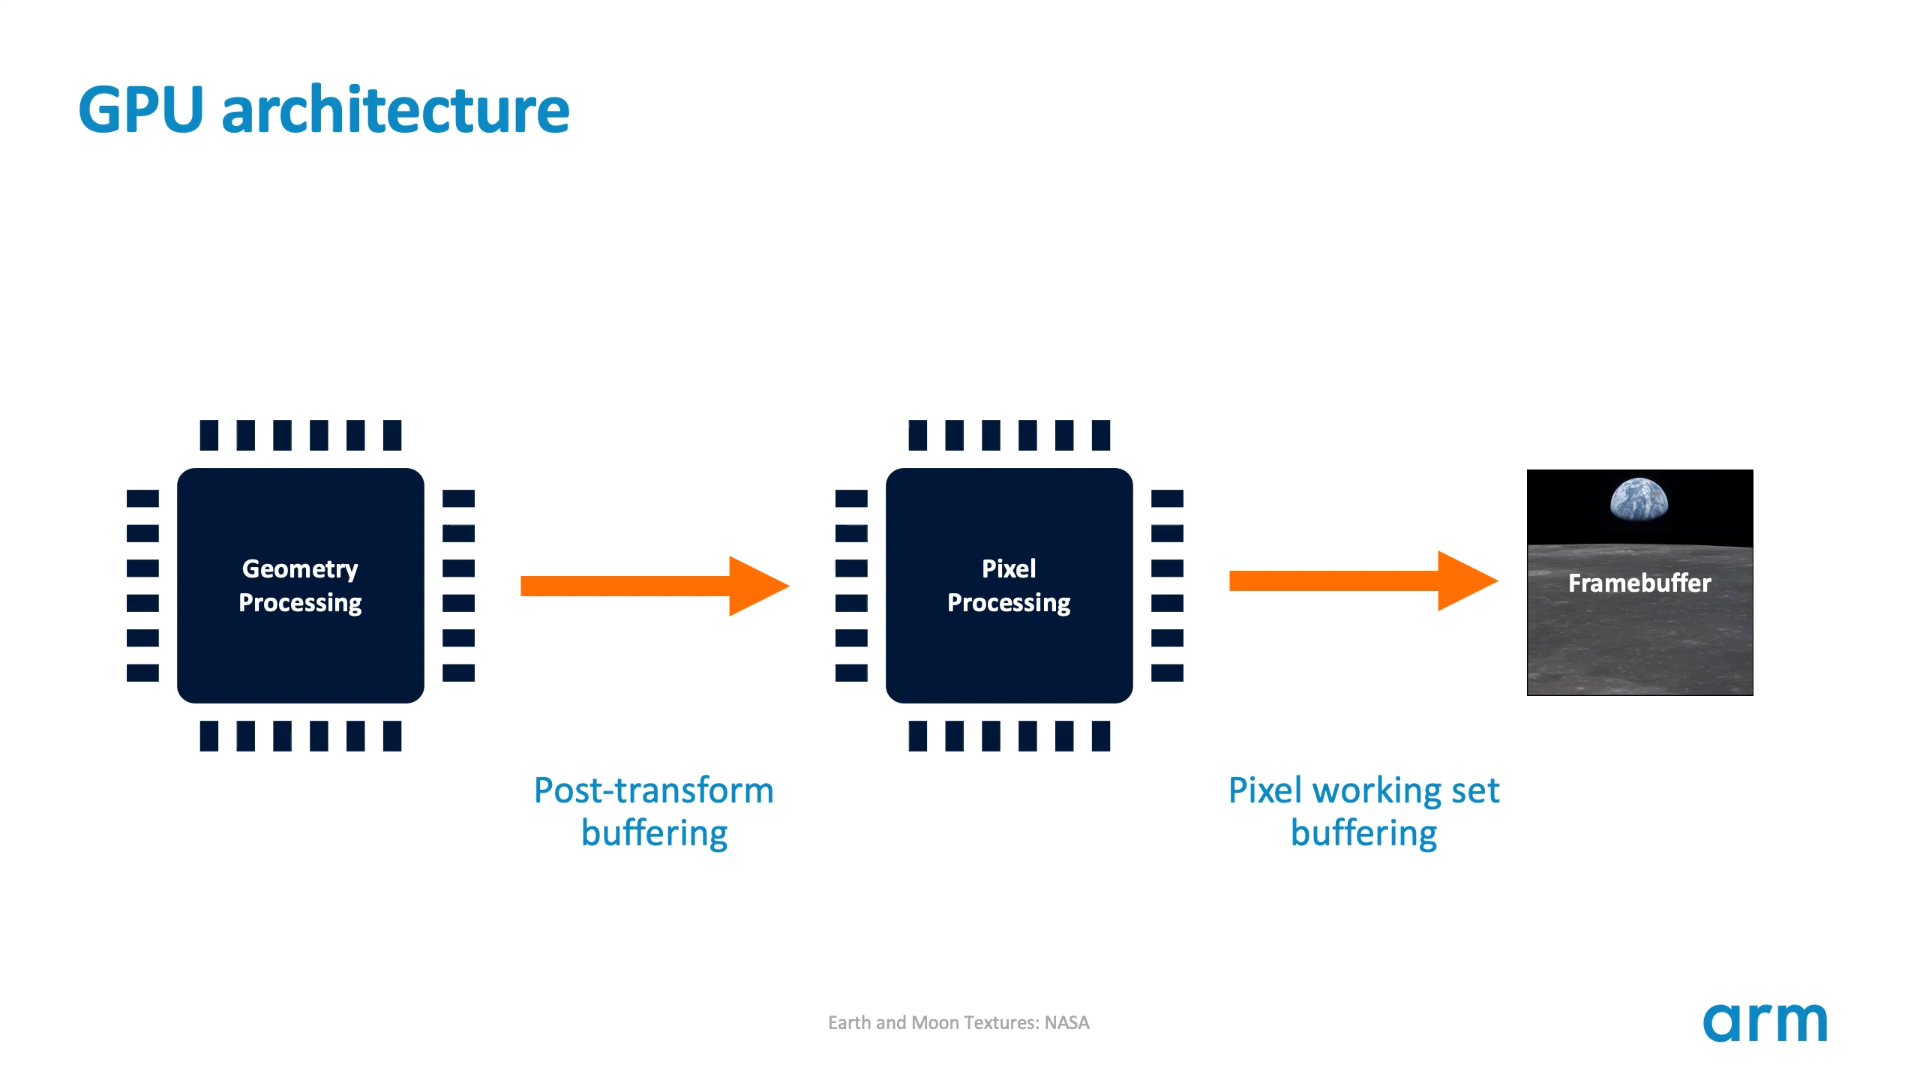 GPU architecture
Geometry
Processing
Pixel
Processing
Framebuffer
Post-transform
buffering
Pixel working set
buffering
Earth and Moon Textures: NASA
arm